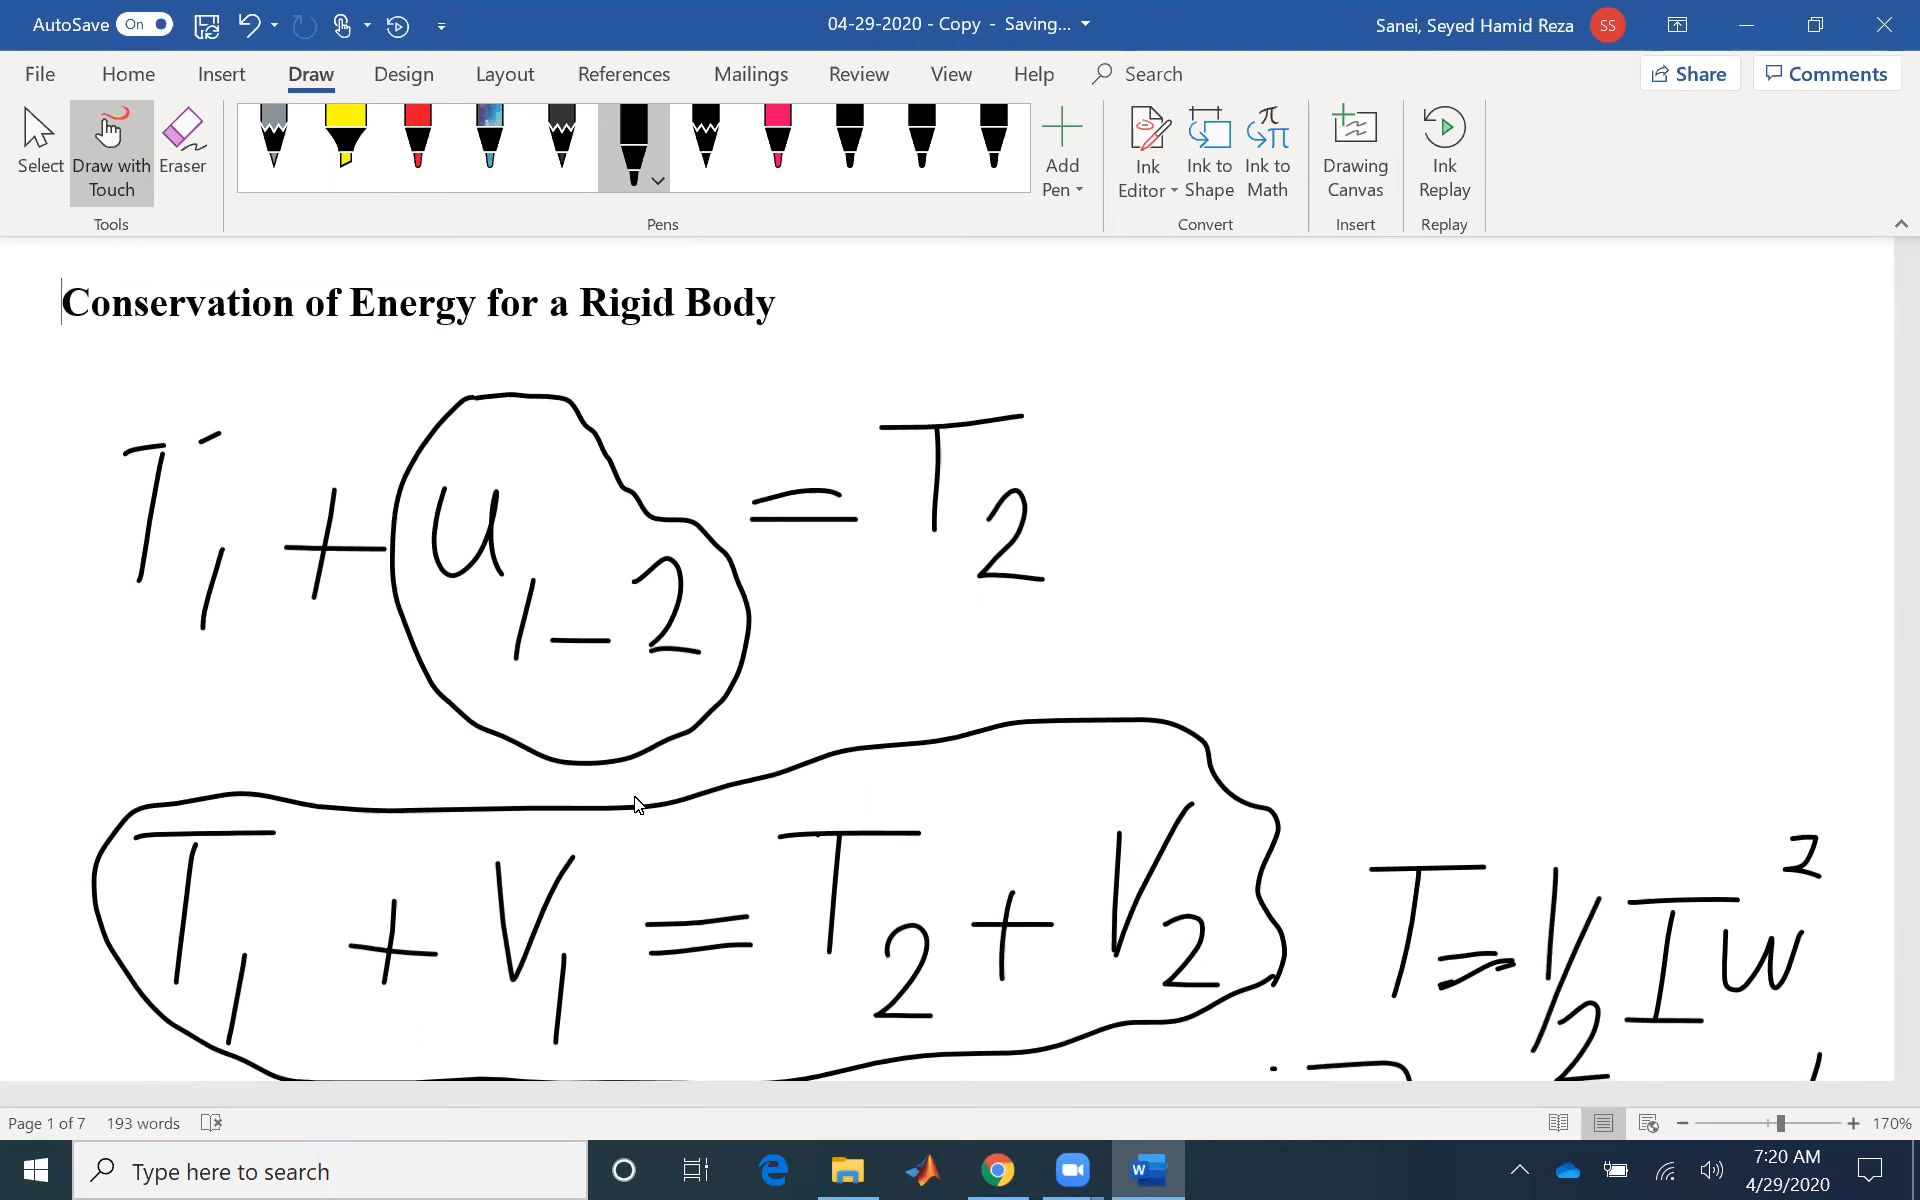 AutoSave On 04-29-2020 - Copy - Saving... Sanei, Seyed Hamid Reza SS
File Home Insert Draw Design Layout References Mailings Review View Help Search Share Comments
Select Draw with Touch Eraser Add Pen Ink Editor Ink to Shape Ink to Math Drawing Canvas Ink Replay
Tools Pens Convert Insert Replay
Conservation of Energy for a Rigid Body
T₁ + u₁₋₂ = T₂
T₁ + V₁ = T₂ + V₂ T = 1/2 I w²
Page 1 of 7 193 words 170%
Type here to search 7:20 AM
4/29/2020